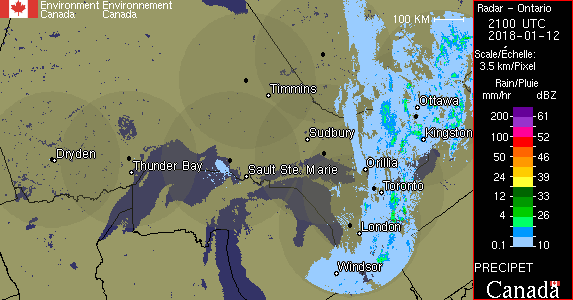 Environment Environnement
Canada Canada
Radar - Ontario
2100 UTC
2018-01-12
100 KM
Scale/Échelle:
3.5 km/Pixel
Rain/Pluie
mm/hr dBZ
200 61
100 52
50 46
24 39
12 33
4 26
0.1 10
Timmins
Ottawa
Sudbury
Kingston
Dryden
Thunder Bay
Sault Ste. Marie
Orillia
Toronto
London
Windsor
PRECIPET
Canada